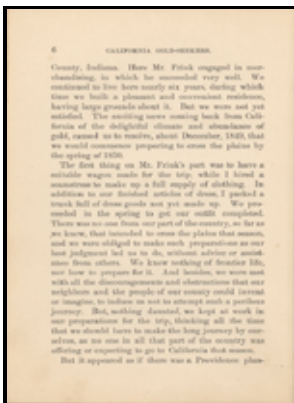 6 CALIFORNIA GOLD-SEEKERS.
County, Indiana. Here Mr. Frink engaged in mer-
chandising, in which he succeeded very well. We
continued to live here nearly six years, during which
time we built a pleasant and convenient residence,
having large grounds about it. But we were not yet
satisfied. The exciting news coming back from Cali-
fornia of the delightful climate and abundance of
gold, caused us to resolve, about December, 1849, that
we would commence preparing to cross the plains by
the spring of 1850.
The first thing on Mr. Frink's part was to have a
suitable wagon made for the trip, while I hired a
seamstress to make up a full supply of clothing. In
addition to our finished articles of dress, I packed a
trunk full of dress goods not yet made up. We pro-
ceeded in the spring to get our outfit completed.
There was no one from our part of the country, so far as
we knew, that intended to cross the plains that season,
and we were obliged to make such preparations as our
best judgment led us to do, without advice or assist-
ance from others. We knew nothing of frontier life,
nor how to prepare for it. And besides, we were met
with all the discouragements and obstructions that our
neighbors and the people of our county could invent
or imagine, to induce us not to attempt such a perilous
journey. But, nothing daunted, we kept at work in
our preparations for the trip, thinking all the time
that we should have to make the long journey by our-
selves, as no one in all that part of the country was
offering or expecting to go to California that season.
But it appeared as if there was a Providence plan-